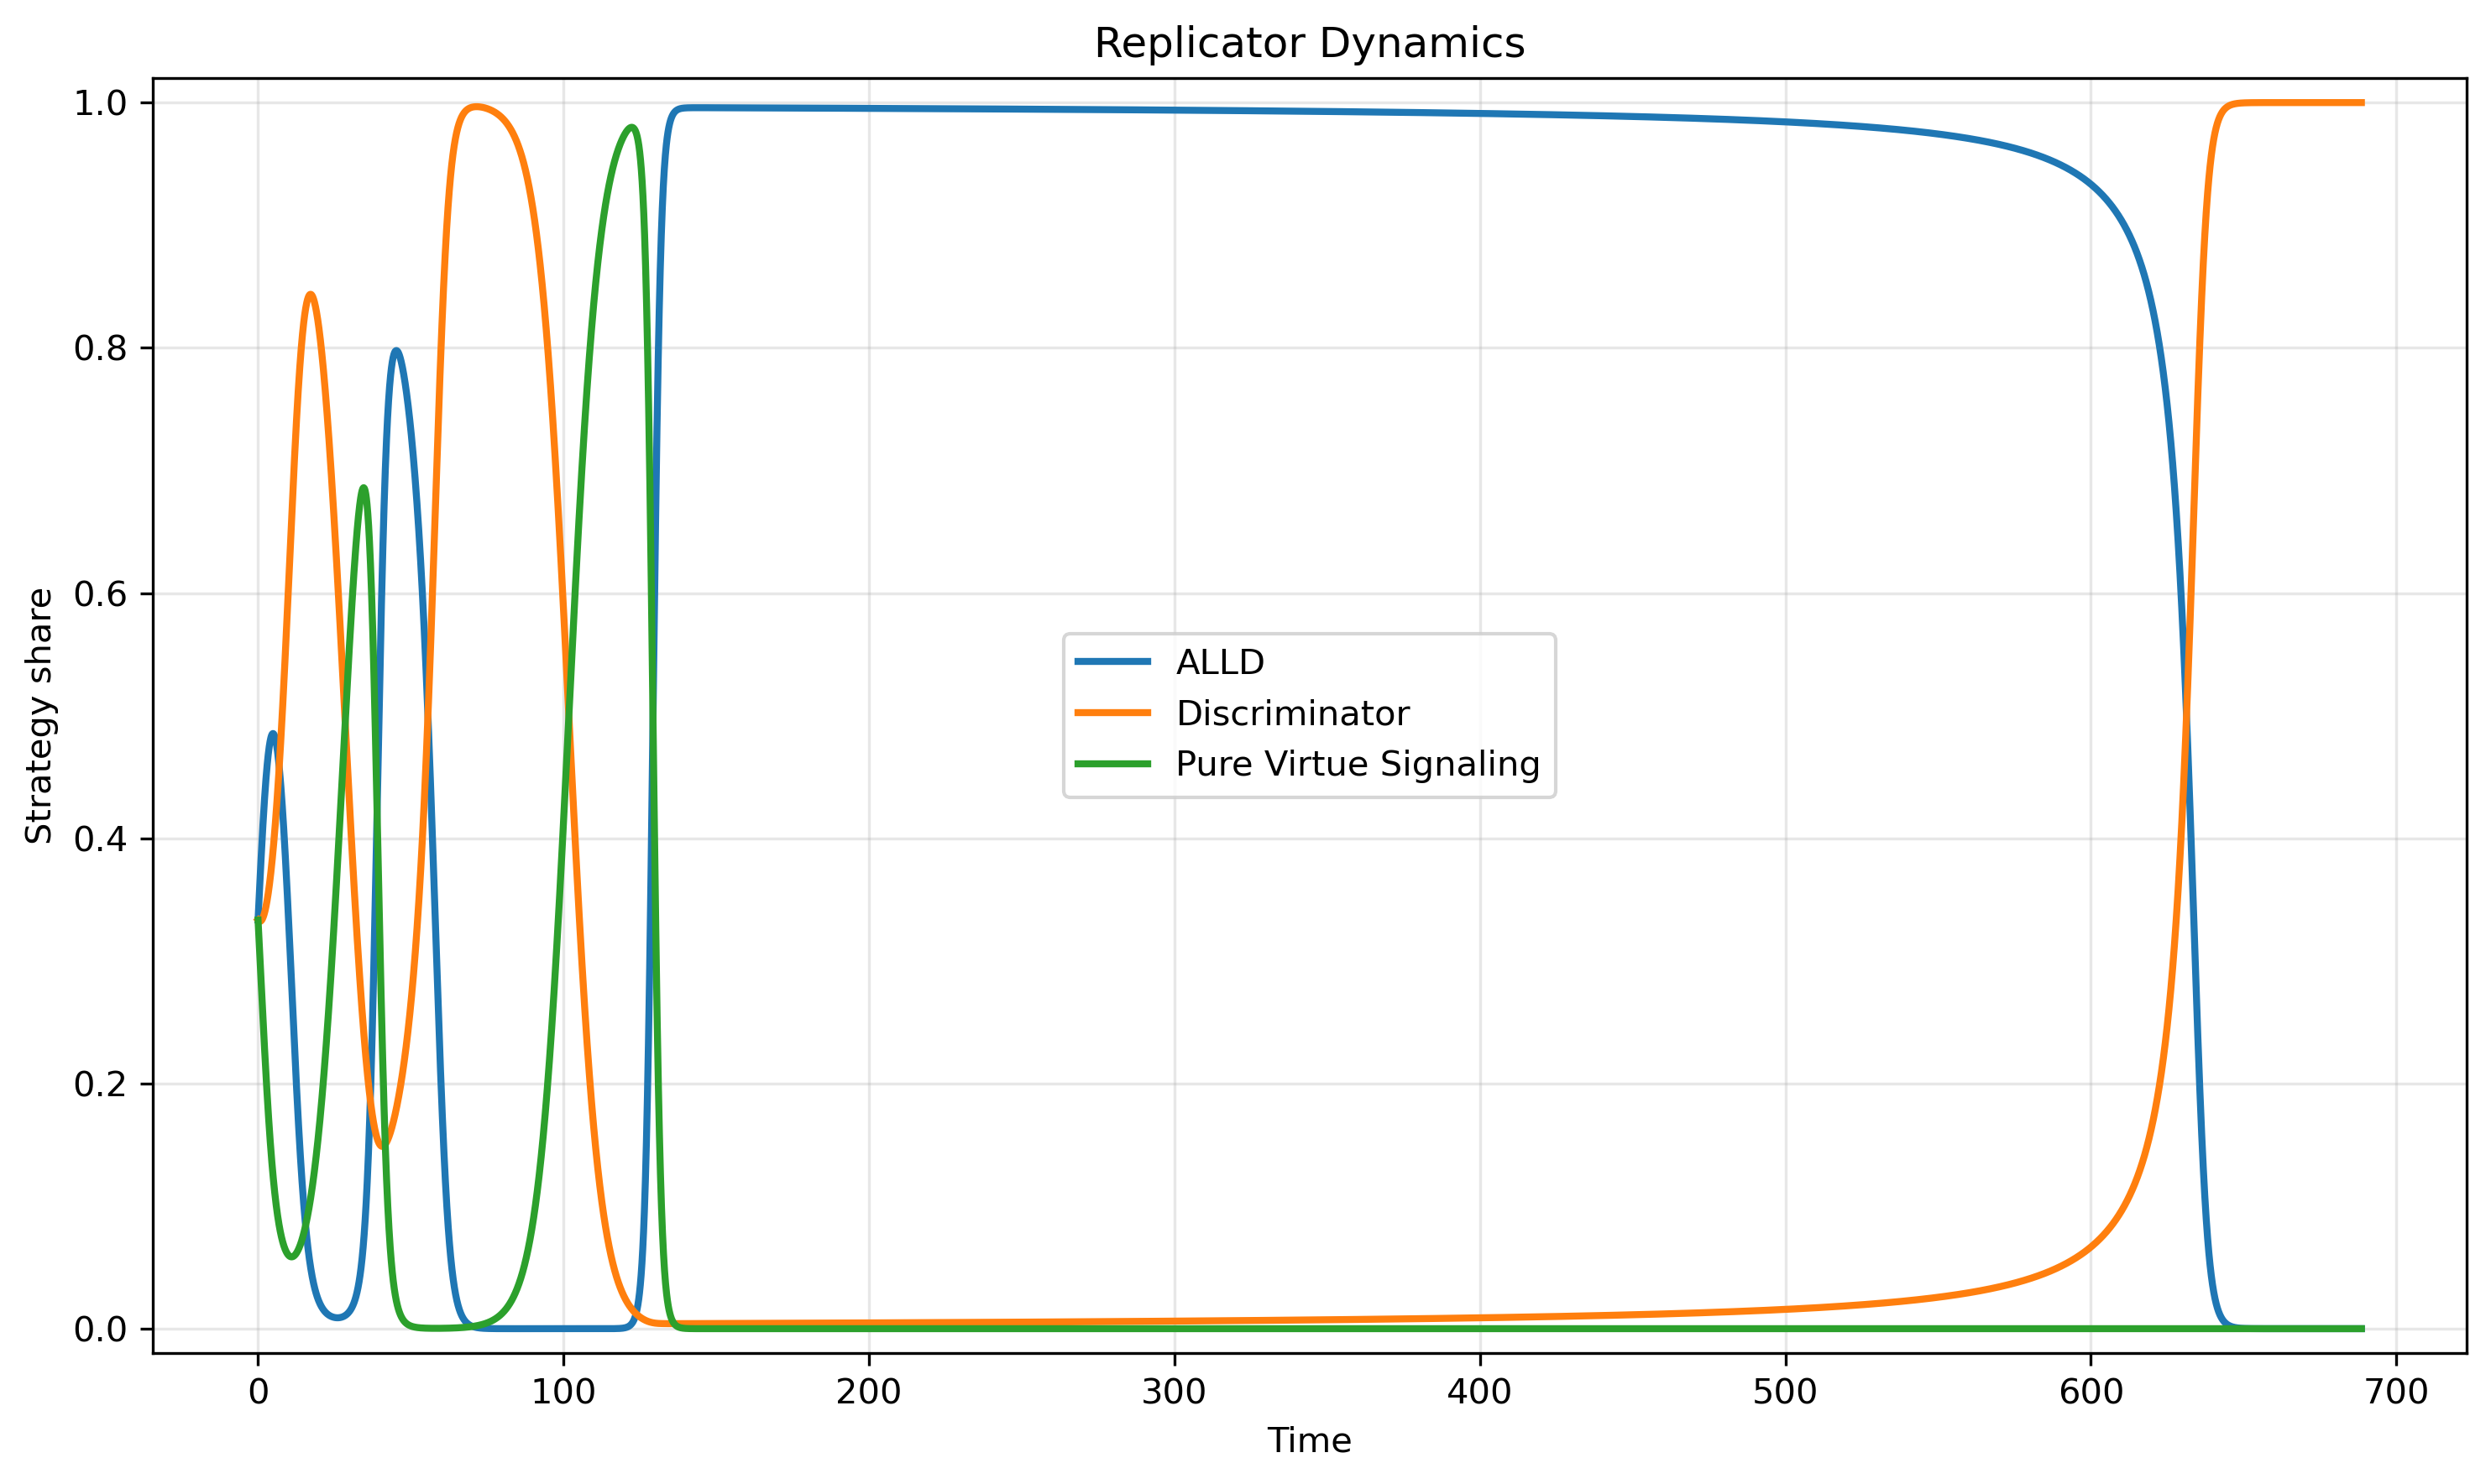 Replicator Dynamics
Strategy share
1.0
0.8
0.6
0.4
0.2
0.0
ALLD
Discriminator
Pure Virtue Signaling
0 100 200 300 400 500 600 700
Time